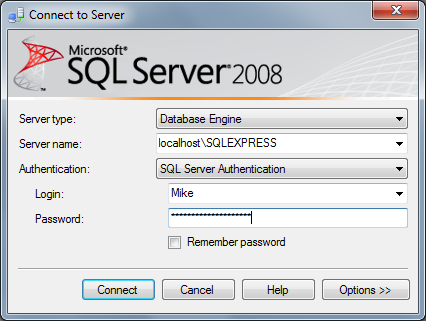 Connect to Server
Microsoft®
SQL Server® 2008
Server type: Database Engine
Server name: localhost\SQLEXPRESS
Authentication: SQL Server Authentication
Login: Mike
Password: ********************
Remember password
Connect Cancel Help Options >>